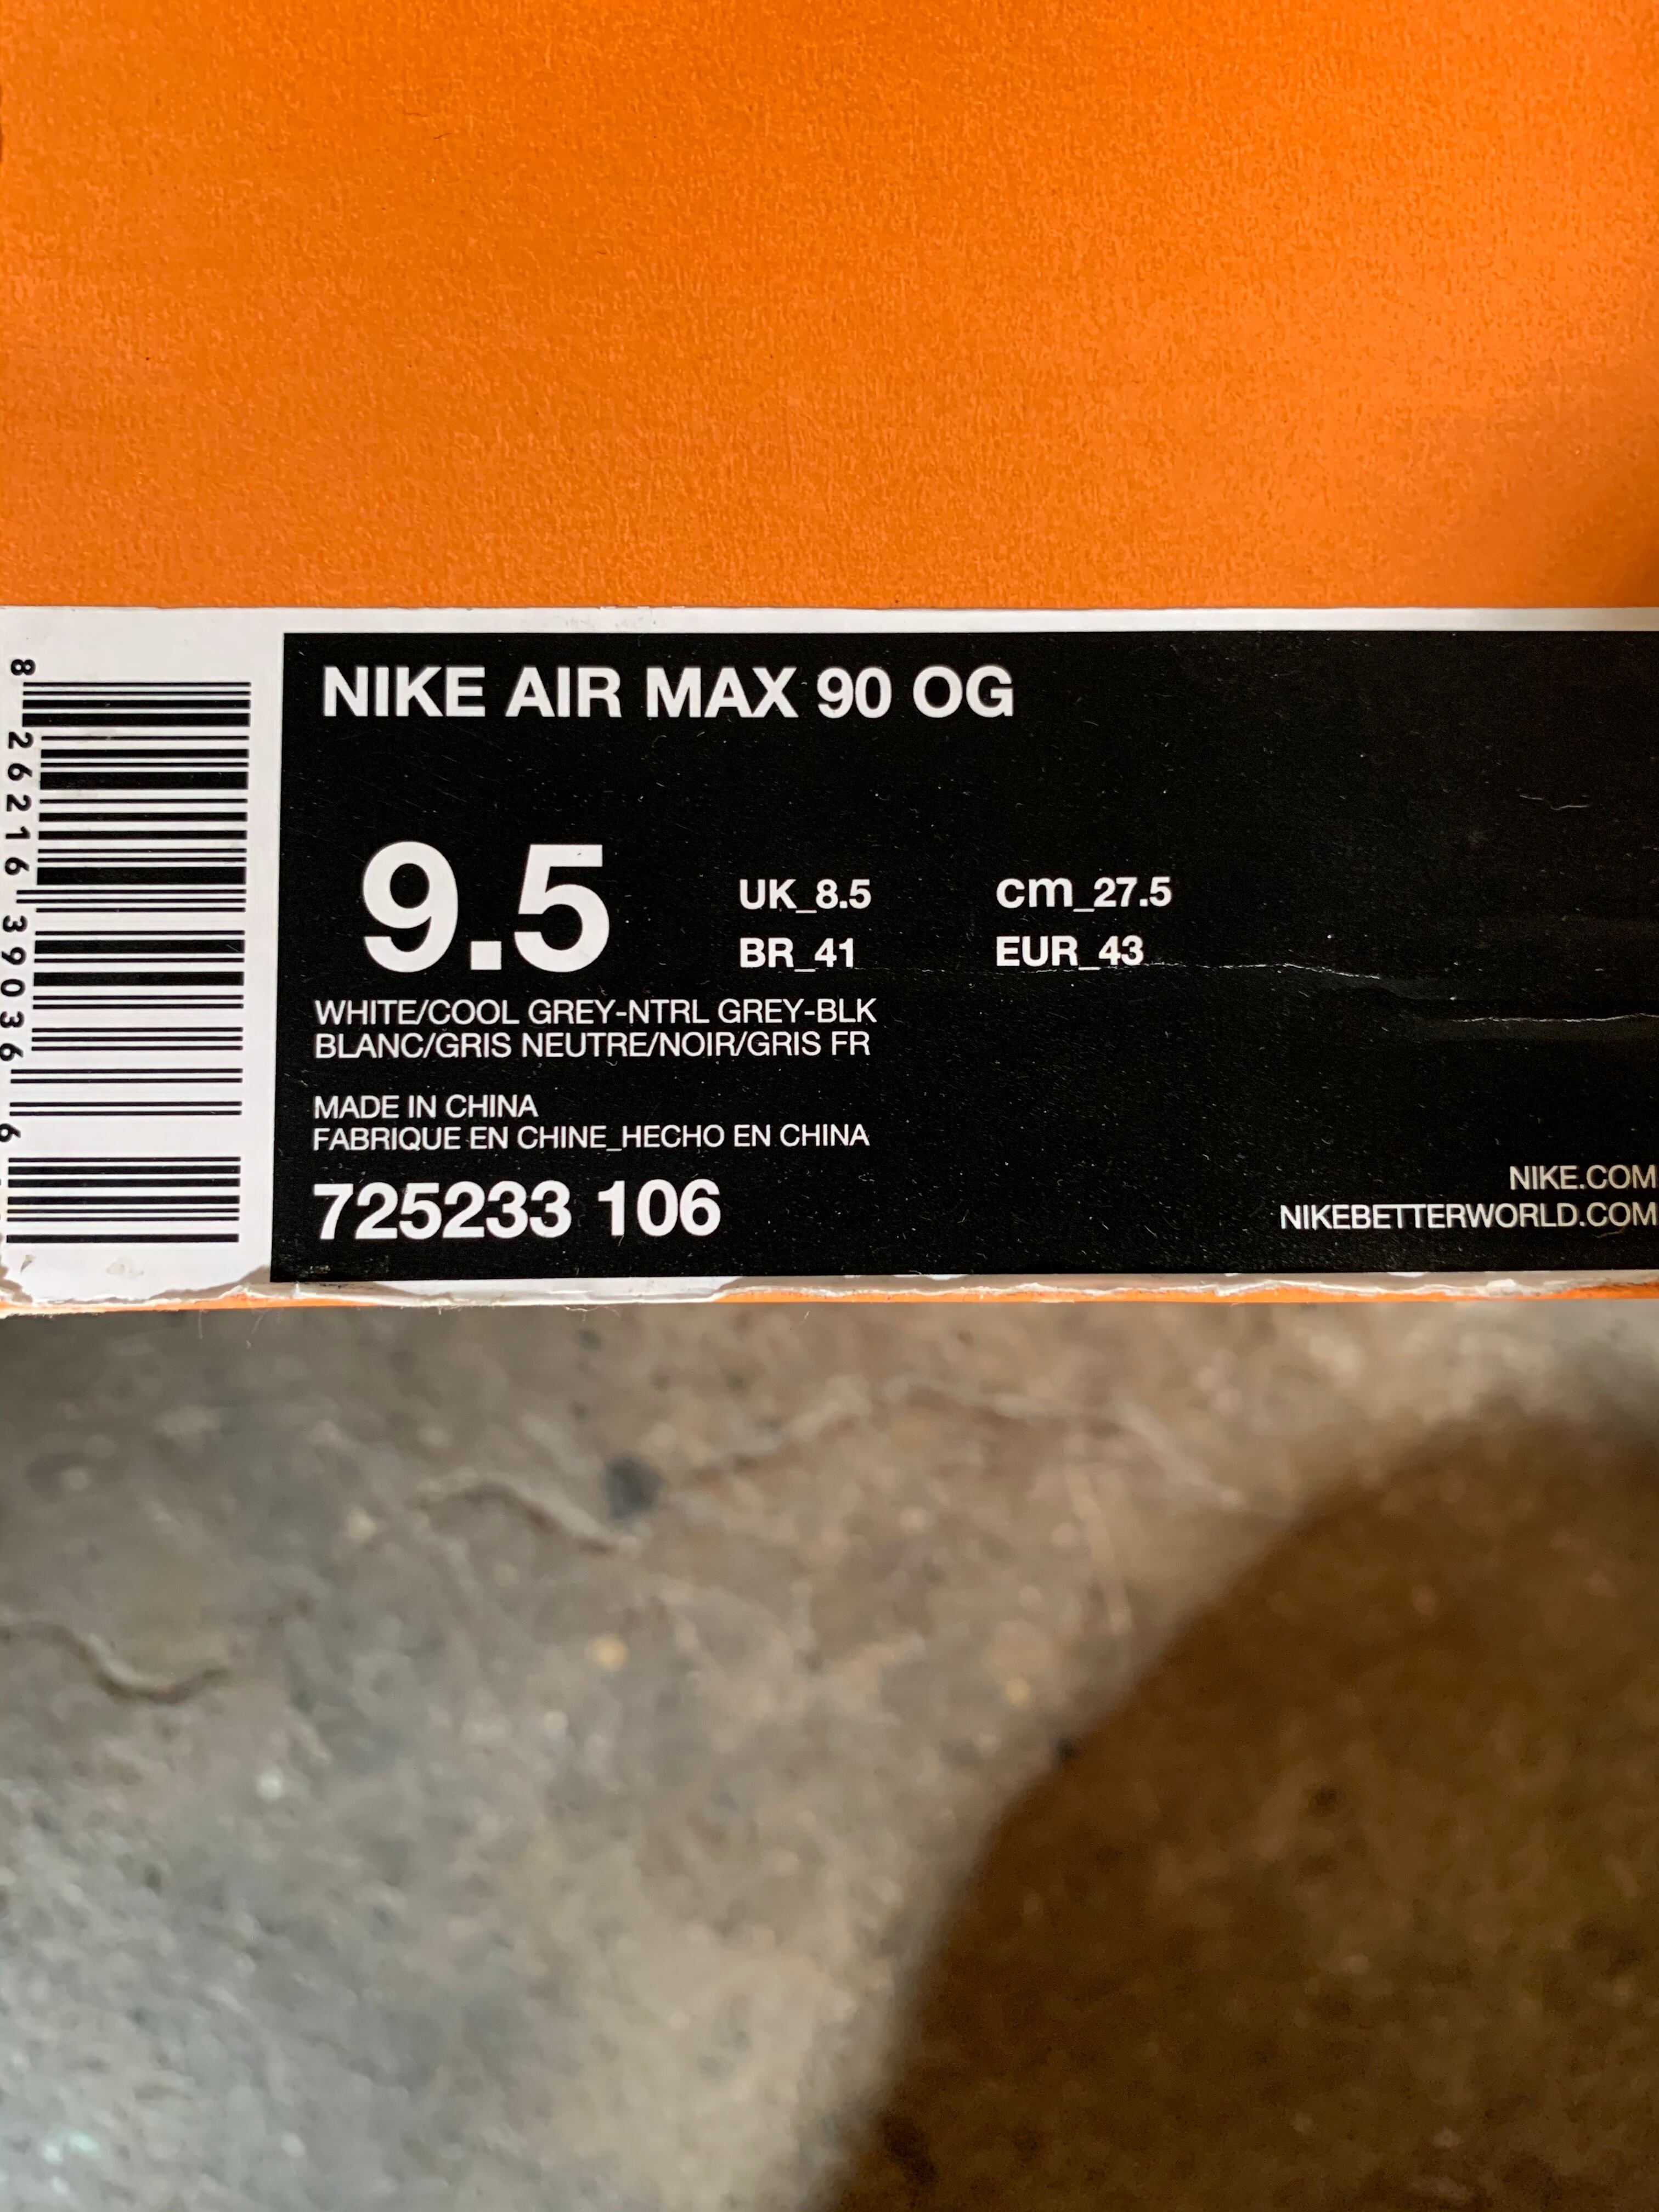 NIKE AIR MAX 90 OG
9.5
UK_8.5
cm_27.5
BR_41
EUR_43
WHITE/COOL GREY-NTRL GREY-BLK
BLANC/GRIS NEUTRE/NOIR/GRIS FR
MADE IN CHINA
FABRIQUE EN CHINE_HECHO EN CHINA
725233 106
NIKE.COM
NIKEBETTERWORLD.COM
8 26216 39036 6